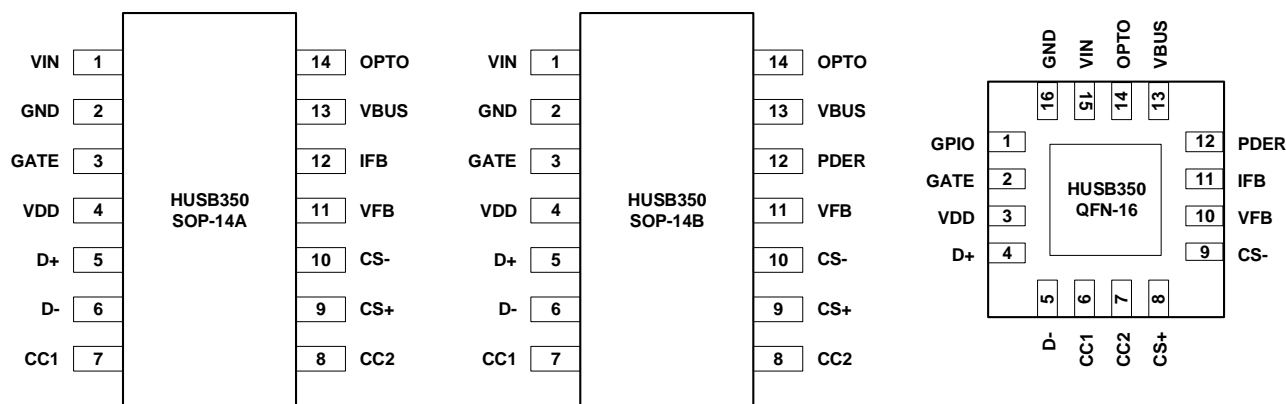 VIN 1 14 OPTO
GND 2 13 VBUS
GATE 3 12 IFB
VDD 4 11 VFB
D+ 5 10 CS-
D- 6 9 CS+
CC1 7 8 CC2
HUSB350
SOP-14A
VIN 1 14 OPTO
GND 2 13 VBUS
GATE 3 12 PDER
VDD 4 11 VFB
D+ 5 10 CS-
D- 6 9 CS+
CC1 7 8 CC2
HUSB350
SOP-14B
GND VIN OPTO VBUS
16 15 14 13
GPIO 1 12 PDER
GATE 2 11 IFB
VDD 3 10 VFB
D+ 4 9 CS-
HUSB350
QFN-16
5 6 7 8
D- CC1 CC2 CS+